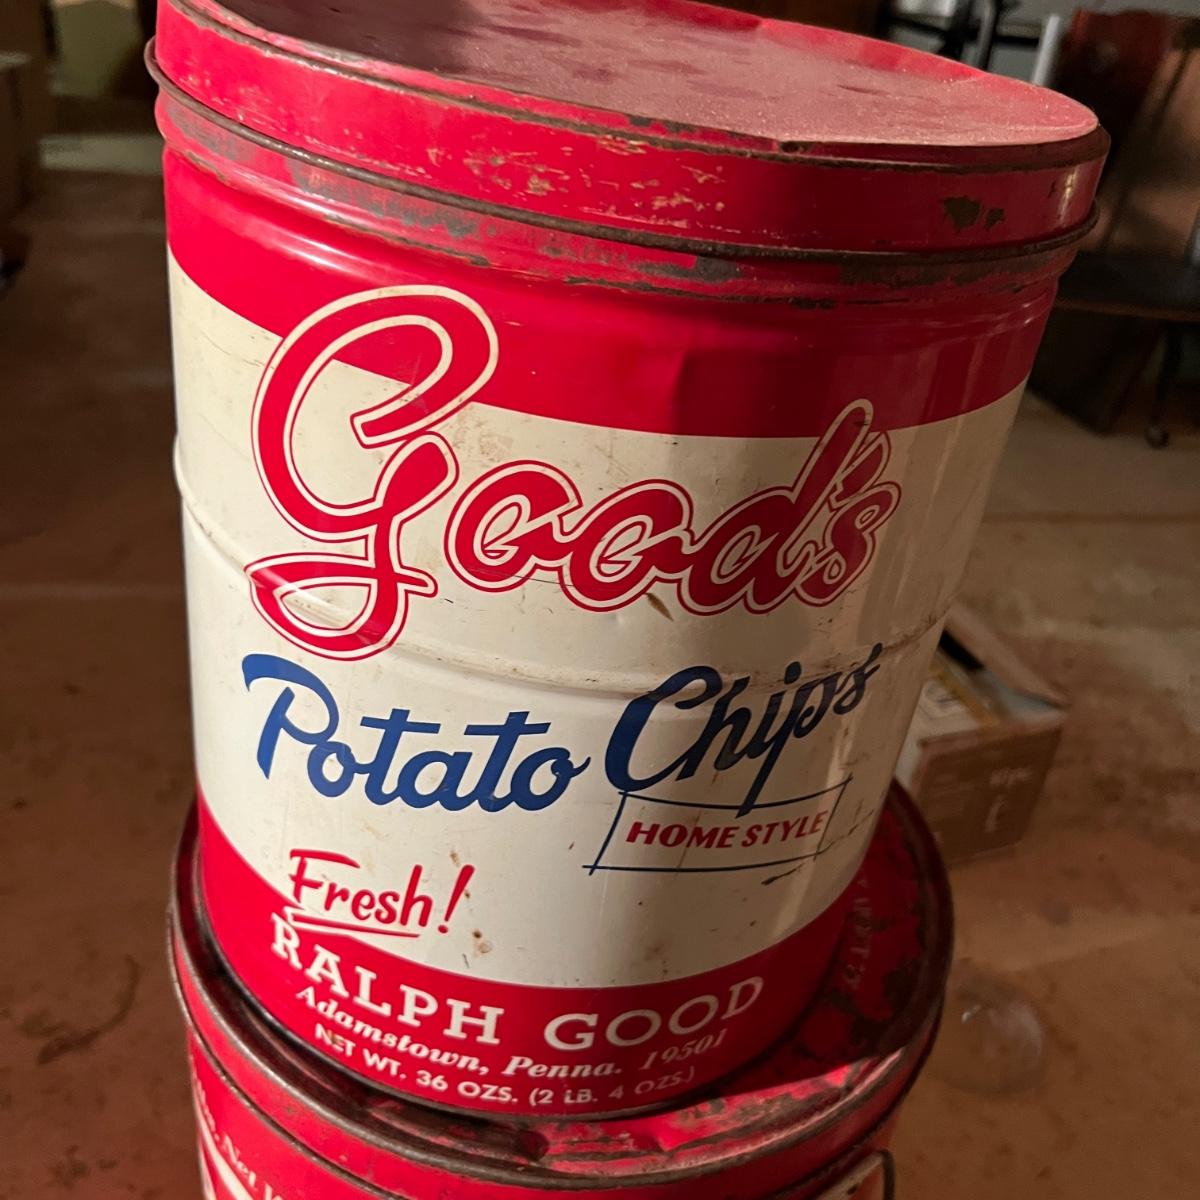 Good's
Potato Chips
HOME STYLE
Fresh!
RALPH GOOD
Adamstown, Penna. 19501
NET WT. 36 OZS. (2 LB. 4 OZS.)